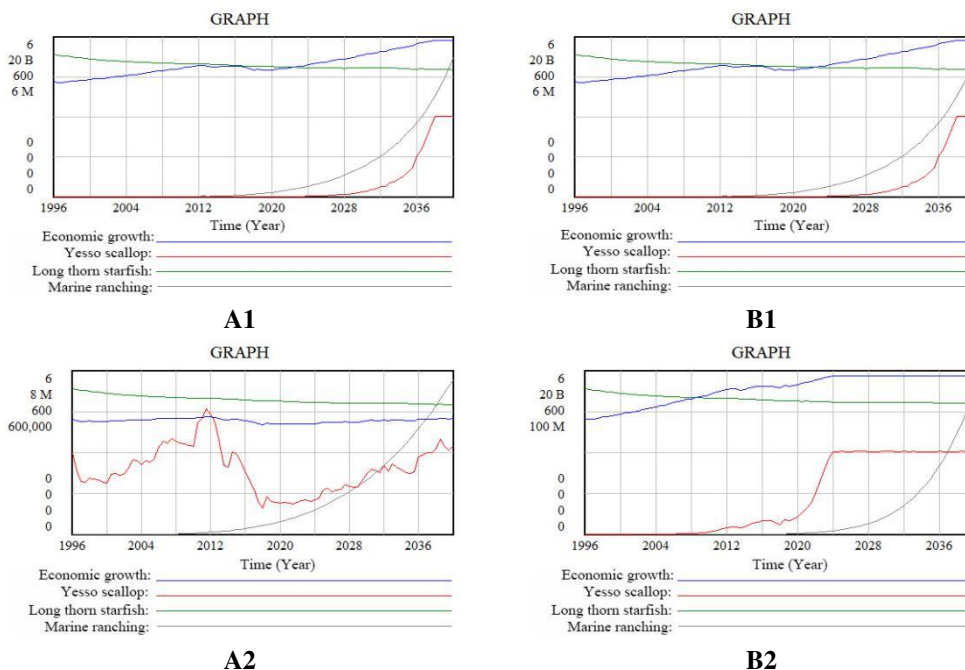 GRAPH
6
20 B
600
6 M
0
0
0
0
1996 2004 2012 2020 2028 2036
Time (Year)
Economic growth:
Yesso scallop:
Long thorn starfish:
Marine ranching:
A1
GRAPH
6
20 B
600
6 M
0
0
0
0
1996 2004 2012 2020 2028 2036
Time (Year)
Economic growth:
Yesso scallop:
Long thorn starfish:
Marine ranching:
B1
GRAPH
6
8 M
600
600,000
0
0
0
0
1996 2004 2012 2020 2028 2036
Time (Year)
Economic growth:
Yesso scallop:
Long thorn starfish:
Marine ranching:
A2
GRAPH
6
20 B
600
100 M
0
0
0
0
1996 2004 2012 2020 2028 2036
Time (Year)
Economic growth:
Yesso scallop:
Long thorn starfish:
Marine ranching:
B2